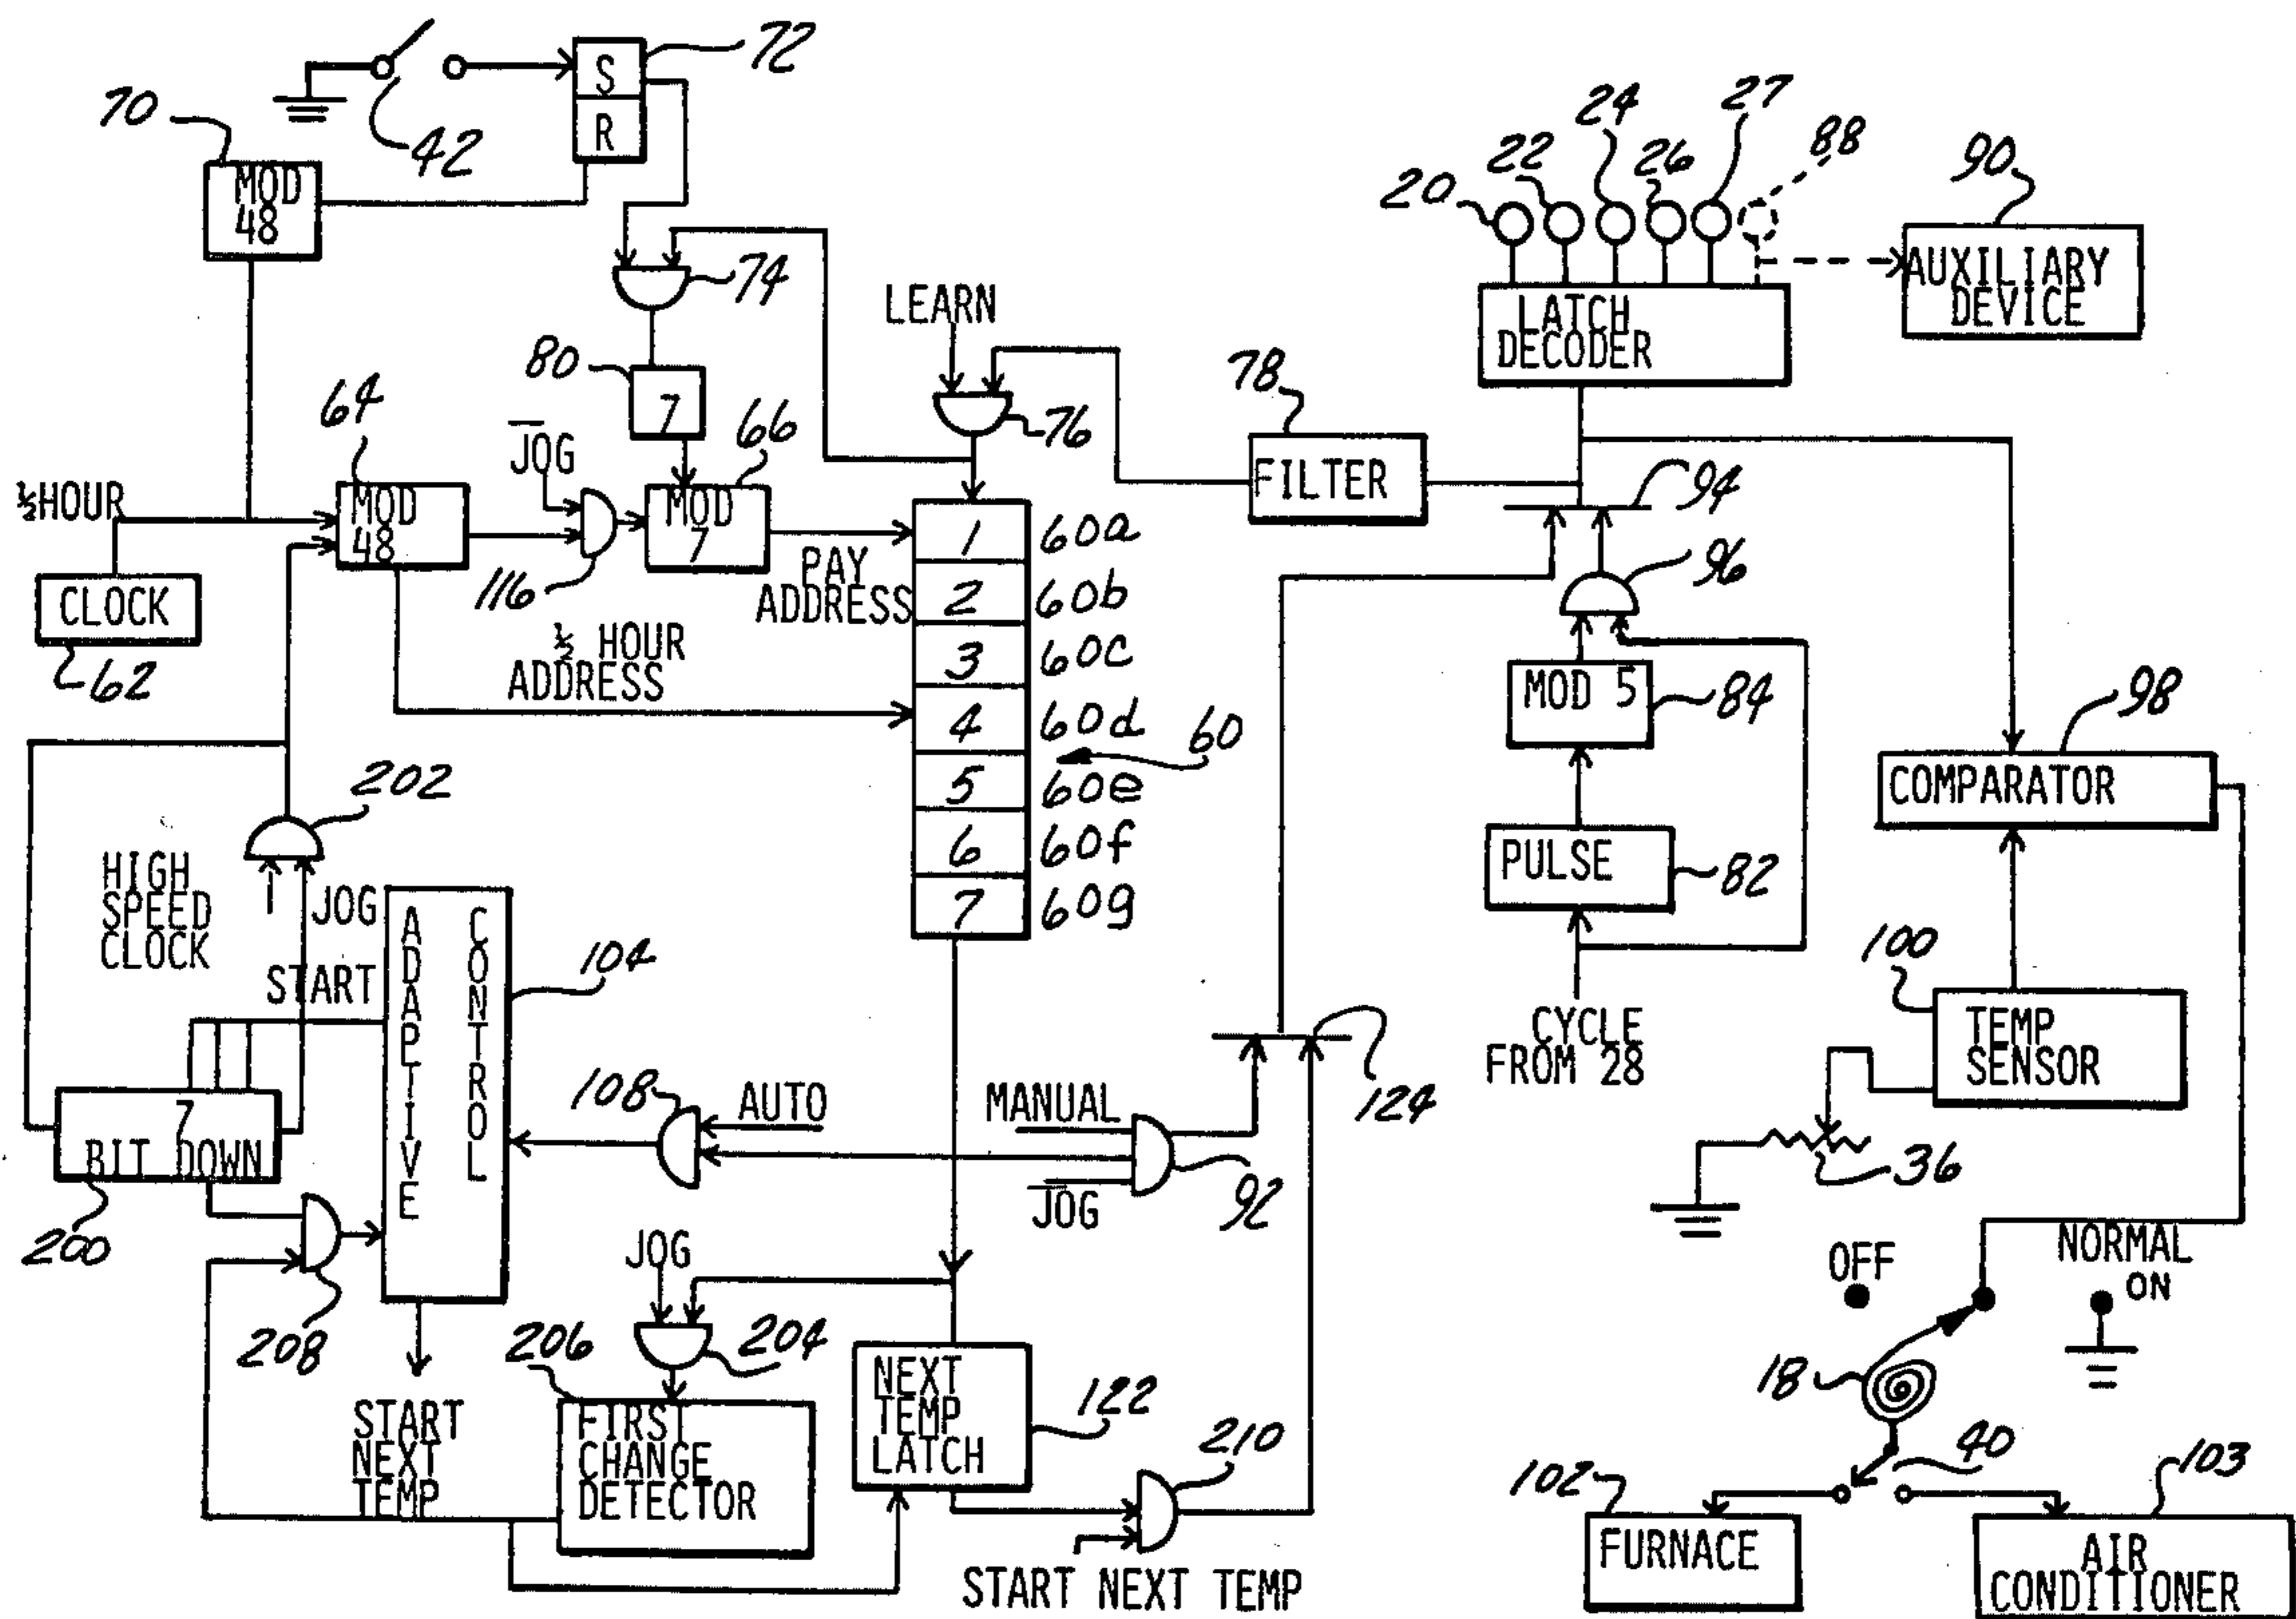 72
S
R
70
42
MOD
48
20
22
24
26
27
88
90
AUXILIARY
DEVICE
74
LEARN
LATCH
DECODER
80
7
64
66
76
78
FILTER
94
½HOUR
MOD
48
JOG
116
MOD
7
PAY
ADDRESS
CLOCK
62
½ HOUR
ADDRESS
1 60a
2 60b
3 60c
4 60d
5 60e
6 60f
7 60g
60
96
MOD 5
84
98
COMPARATOR
202
HIGH
SPEED
CLOCK
JOG
START
PULSE
82
ADAPTIVE
CONTROL
104
CYCLE
FROM 28
100
TEMP
SENSOR
7
BIT DOWN
200
208
108
AUTO
MANUAL
JOG
92
124
36
OFF
NORMAL
ON
JOG
204
206
FIRST
CHANGE
DETECTOR
NEXT
TEMP
LATCH
122
210
START
NEXT
TEMP
START NEXT TEMP
18
40
102
FURNACE
103
AIR
CONDITIONER